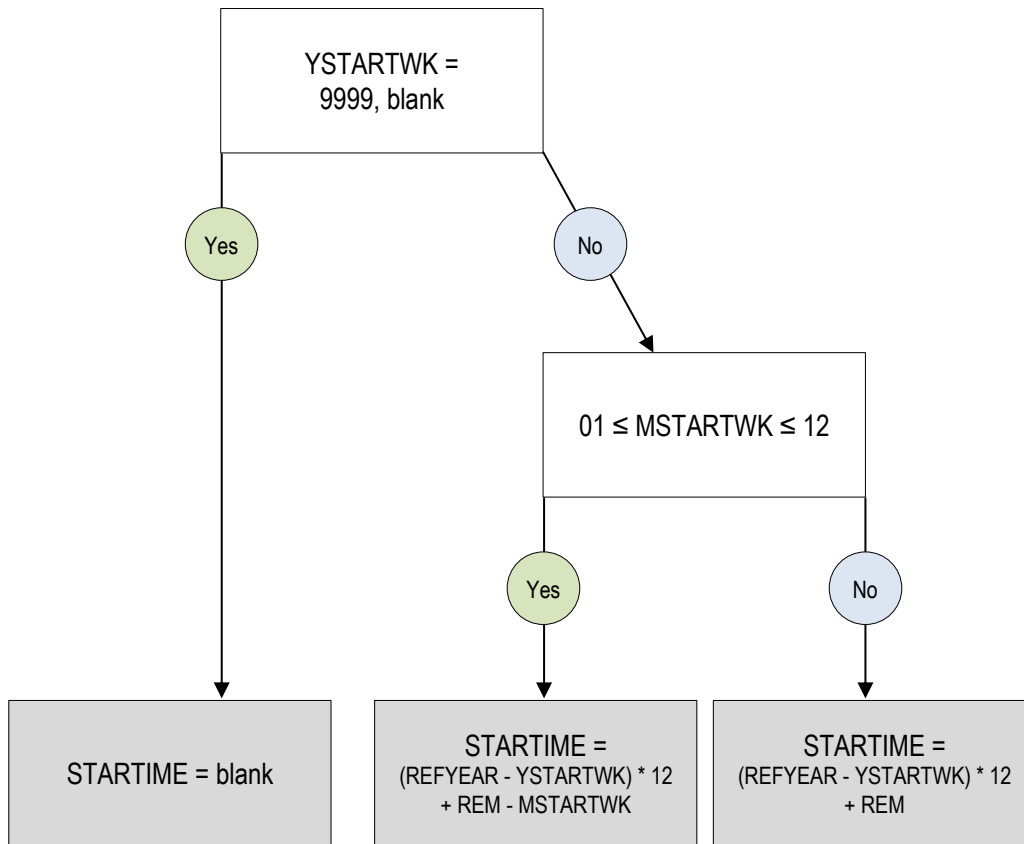 YSTARTWK =
9999, blank
Yes
No
01 ≤ MSTARTWK ≤ 12
Yes
No
STARTIME = blank
STARTIME =
(REFYEAR - YSTARTWK) * 12
+ REM - MSTARTWK
STARTIME =
(REFYEAR - YSTARTWK) * 12
+ REM